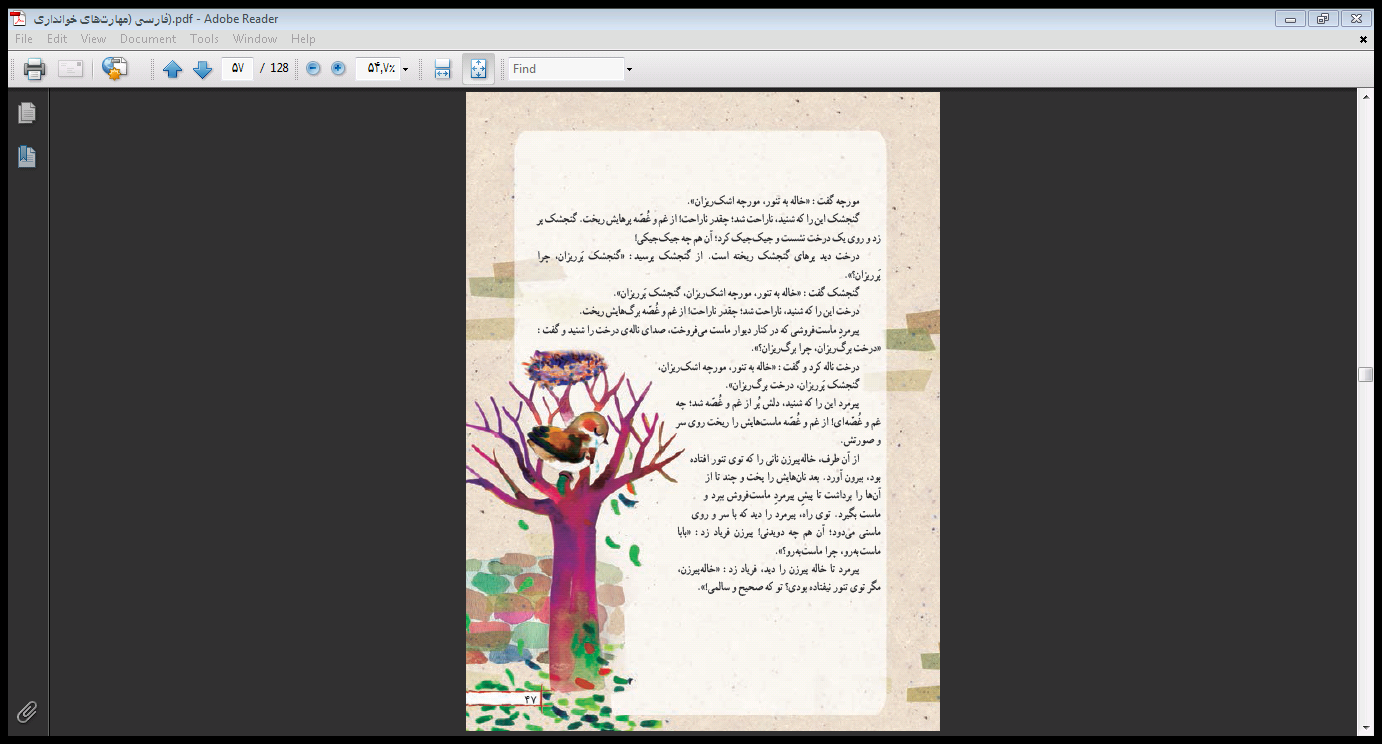 (فارسی (مهارت‌های خوانداری.pdf - Adobe Reader
File Edit View Document Tools Window Help
۵۷ / 128 ۵۴٫۷٪ Find
مورچه گفت: «خاله به تنور، مورچه اشک‌ریزان».
گنجشک این را که شنید، ناراحت شد؛ چقدر ناراحت! از غم و غُصّه پرهایش ریخت. گنجشک پر
زد و روی یک درخت نشست و جیک‌جیک کرد؛ آن هم چه جیک‌جیکی!
درخت دید پرهای گنجشک ریخته است. از گنجشک پرسید: «گنجشک پَرریزان، چرا
پَرریزان؟».
گنجشک گفت: «خاله به تنور، مورچه اشک‌ریزان، گنجشک پَرریزان».
درخت این را که شنید، ناراحت شد؛ چقدر ناراحت! از غم و غُصّه برگ‌هایش ریخت.
پیرمردِ ماست‌فروشی که در کنار دیوار ماست می‌فروخت، صدای ناله‌ی درخت را شنید و گفت:
«درخت برگ‌ریزان، چرا برگ‌ریزان؟».
درخت ناله کرد و گفت: «خاله به تنور، مورچه اشک‌ریزان،
گنجشک پَرریزان، درخت برگ‌ریزان».
پیرمرد این را که شنید، دلش پُر از غم و غُصّه شد؛ چه
غم و غُصّه‌ای! از غم و غُصّه ماست‌هایش را ریخت روی سر
و صورتش.
از آن طرف، خاله‌پیرزن نانی را که توی تنور افتاده
بود، بیرون آورد. بعد نان‌هایش را پخت و چند تا از
آن‌ها را برداشت تا پیشِ پیرمردِ ماست‌فروش ببرد و
ماست بگیرد. توی راه، پیرمرد را دید که با سر و روی
ماستی می‌دود؛ آن هم چه دویدنی! پیرزن فریاد زد: «بابا
ماست‌به‌رو، چرا ماست‌به‌رو؟».
پیرمرد تا خاله پیرزن را دید، فریاد زد: «خاله‌پیرزن،
مگر توی تنور نیفتاده بودی؟ تو که صحیح و سالمی!».
۴۷